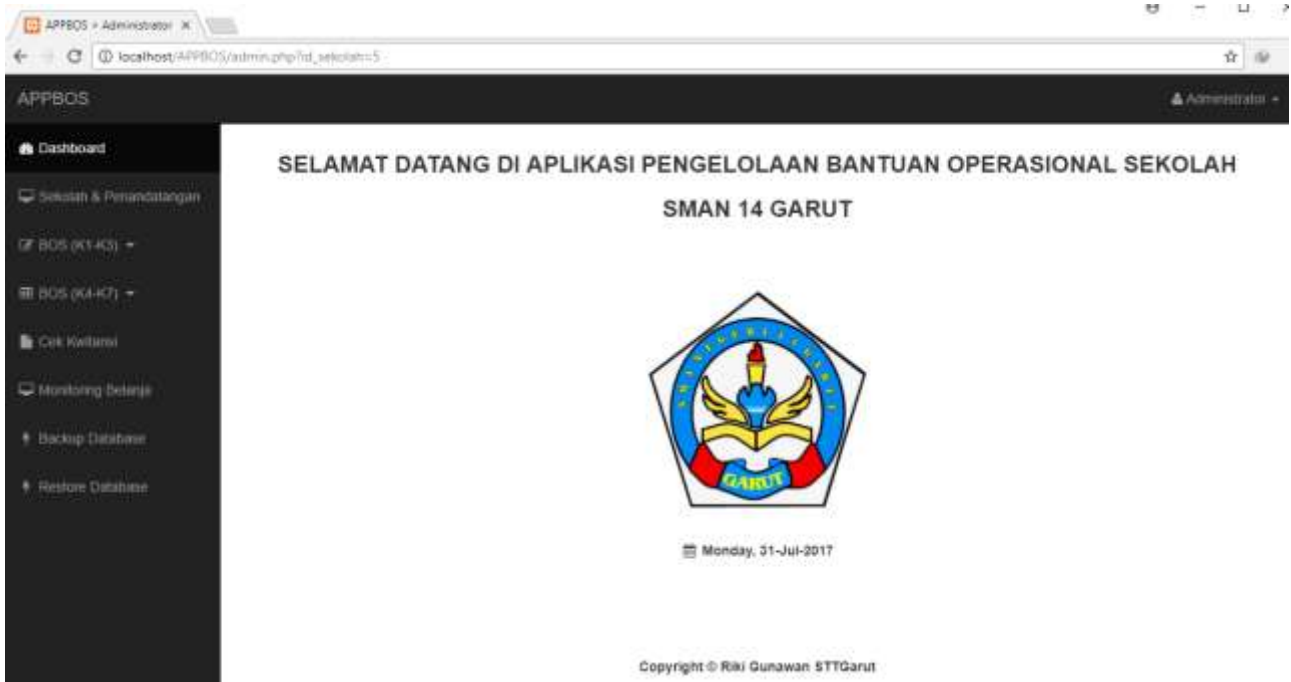 APPBOS » Administrator
localhost/APPBOS/admin.php?id_sekolah=5
APPBOS
Administrator
Dashboard
Sekolah & Penandatangan
BOS (K1-K3)
BOS (K4-K7)
Cek Kwitansi
Monitoring Belanja
Backup Database
Restore Database
SELAMAT DATANG DI APLIKASI PENGELOLAAN BANTUAN OPERASIONAL SEKOLAH
SMAN 14 GARUT
GARUT
Monday, 31-Jul-2017
Copyright © Riki Gunawan STTGarut